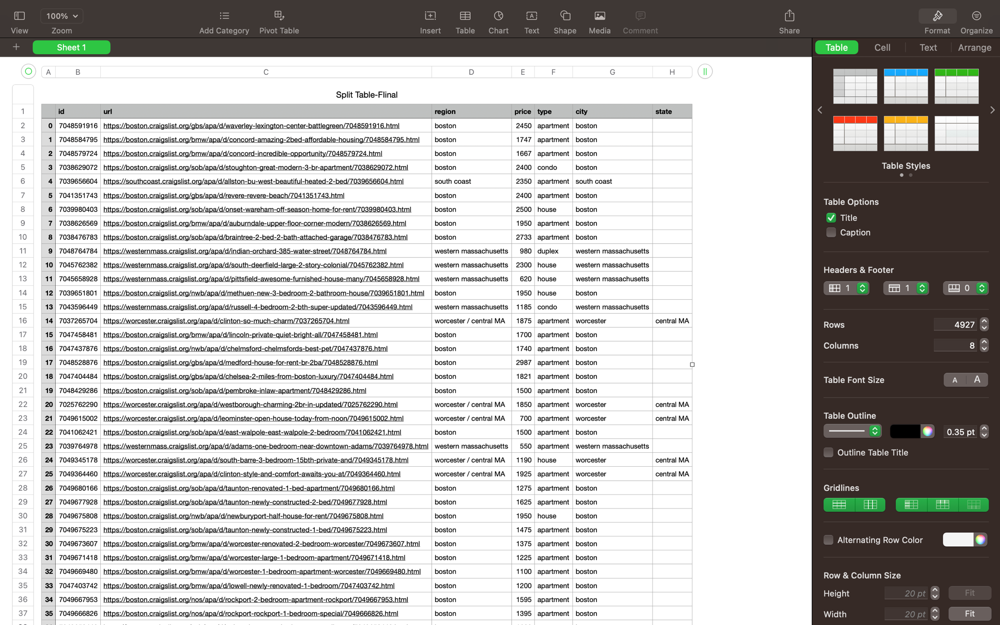 100%
View Zoom Add Category Pivot Table Insert Table Chart Text Shape Media Comment Share Format Organize
+ Sheet 1 Table Cell Text Arrange
A B C D E F G H
Split Table-Flinal
1 id url region price type city state
2 0 7048591916 https://boston.craigslist.org/gbs/apa/d/waverley-lexington-center-battlegreen/7048591916.html boston 2450 apartment boston
3 1 7048584795 https://boston.craigslist.org/bmw/apa/d/concord-amazing-2bed-affordable-housing/7048584795.html boston 1747 apartment boston
4 2 7048579724 https://boston.craigslist.org/bmw/apa/d/concord-incredible-opportunity/7048579724.html boston 1667 apartment boston
5 3 7038629072 https://boston.craigslist.org/sob/apa/d/stoughton-great-modern-3-br-apartment/7038629072.html boston 2400 condo boston
6 4 7039656604 https://southcoast.craigslist.org/apa/d/allston-bu-west-beautiful-heated-2-bed/7039656604.html south coast 2350 apartment south coast
7 5 7041351743 https://boston.craigslist.org/gbs/apa/d/revere-revere-beach/7041351743.html boston 2400 apartment boston
8 6 7039980403 https://boston.craigslist.org/sob/apa/d/onset-wareham-off-season-home-for-rent/7039980403.html boston 2500 house boston
9 7 7038626569 https://boston.craigslist.org/bmw/apa/d/auburndale-upper-floor-corner-modern/7038626569.html boston 1950 apartment boston
10 8 7038476783 https://boston.craigslist.org/sob/apa/d/braintree-2-bed-2-bath-attached-garage/7038476783.html boston 2733 apartment boston
11 9 7048764784 https://westernmass.craigslist.org/apa/d/indian-orchard-385-water-street/7048764784.html western massachusetts 980 duplex western massachusetts
12 10 7045762382 https://westernmass.craigslist.org/apa/d/south-deerfield-large-2-story-colonial/7045762382.html western massachusetts 2300 house western massachusetts
13 11 7045658928 https://westernmass.craigslist.org/apa/d/pittsfield-awesome-furnished-house-many/7045658928.html western massachusetts 620 house western massachusetts
14 12 7039651801 https://boston.craigslist.org/nwb/apa/d/methuen-new-3-bedroom-2-bathroom-house/7039651801.html boston 1950 house boston
15 13 7043596449 https://westernmass.craigslist.org/apa/d/russell-4-bedroom-2-bth-super-updated/7043596449.html western massachusetts 1185 condo western massachusetts
16 14 7037265704 https://worcester.craigslist.org/apa/d/clinton-so-much-charm/7037265704.html worcester / central MA 1875 apartment worcester central MA
17 15 7047458481 https://boston.craigslist.org/bmw/apa/d/lincoln-private-quiet-bright-all/7047458481.html boston 1700 apartment boston
18 16 7047437876 https://boston.craigslist.org/nwb/apa/d/chelmsford-chelmsfords-best-pet/7047437876.html boston 1740 apartment boston
19 17 7048528876 https://boston.craigslist.org/gbs/apa/d/medford-house-for-rent-br-2ba/7048528876.html boston 2987 apartment boston
20 18 7047404484 https://boston.craigslist.org/gbs/apa/d/chelsea-2-miles-from-boston-luxury/7047404484.html boston 1821 apartment boston
21 19 7048429286 https://boston.craigslist.org/sob/apa/d/pembroke-inlaw-apartment/7048429286.html boston 1500 apartment boston
22 20 7025762290 https://worcester.craigslist.org/apa/d/westborough-charming-2br-in-updated/7025762290.html worcester / central MA 1850 apartment worcester central MA
23 21 7049615002 https://worcester.craigslist.org/apa/d/leominster-open-house-today-from-noon/7049615002.html worcester / central MA 700 apartment worcester central MA
24 22 7041062421 https://boston.craigslist.org/sob/apa/d/east-walpole-east-walpole-2-bedroom/7041062421.html boston 1500 apartment boston
25 23 7039764978 https://westernmass.craigslist.org/apa/d/adams-one-bedroom-near-downtown-adams/7039764978.html western massachusetts 550 apartment western massachusetts
26 24 7049345178 https://worcester.craigslist.org/apa/d/south-barre-3-bedroom-15bth-private-and/7049345178.html worcester / central MA 1190 house worcester central MA
27 25 7049364460 https://worcester.craigslist.org/apa/d/clinton-style-and-comfort-awaits-you-at/7049364460.html worcester / central MA 1925 apartment worcester central MA
28 26 7049680166 https://boston.craigslist.org/sob/apa/d/taunton-renovated-1-bed-apartment/7049680166.html boston 1275 apartment boston
29 27 7049677928 https://boston.craigslist.org/sob/apa/d/taunton-newly-constructed-2-bed/7049677928.html boston 1625 apartment boston
30 28 7049675808 https://boston.craigslist.org/nwb/apa/d/newburyport-half-house-for-rent/7049675808.html boston 1950 house boston
31 29 7049675223 https://boston.craigslist.org/sob/apa/d/taunton-newly-constructed-1-bed/7049675223.html boston 1475 apartment boston
32 30 7049673607 https://boston.craigslist.org/bmw/apa/d/worcester-renovated-2-bedroom-worcester/7049673607.html boston 1375 apartment boston
33 31 7049671418 https://boston.craigslist.org/bmw/apa/d/worcester-large-1-bedroom-apartment/7049671418.html boston 1225 apartment boston
34 32 7049669480 https://boston.craigslist.org/bmw/apa/d/worcester-1-bedroom-apartment-worcester/7049669480.html boston 1100 apartment boston
35 33 7047403742 https://boston.craigslist.org/bmw/apa/d/lowell-newly-renovated-1-bedroom/7047403742.html boston 1200 apartment boston
36 34 7049667953 https://boston.craigslist.org/nos/apa/d/rockport-2-bedroom-apartment-rockport/7049667953.html boston 1595 apartment boston
37 35 7049666826 https://boston.craigslist.org/nos/apa/d/rockport-rockport-1-bedroom-special/7049666826.html boston 1395 apartment boston
Table Styles
Table Options
Title
Caption
Headers & Footer
1 1 0
Rows 4927
Columns 8
Table Font Size A A
Table Outline
0.35 pt
Outline Table Title
Gridlines
Alternating Row Color
Row & Column Size
Height 20 pt Fit
Width 20 pt Fit